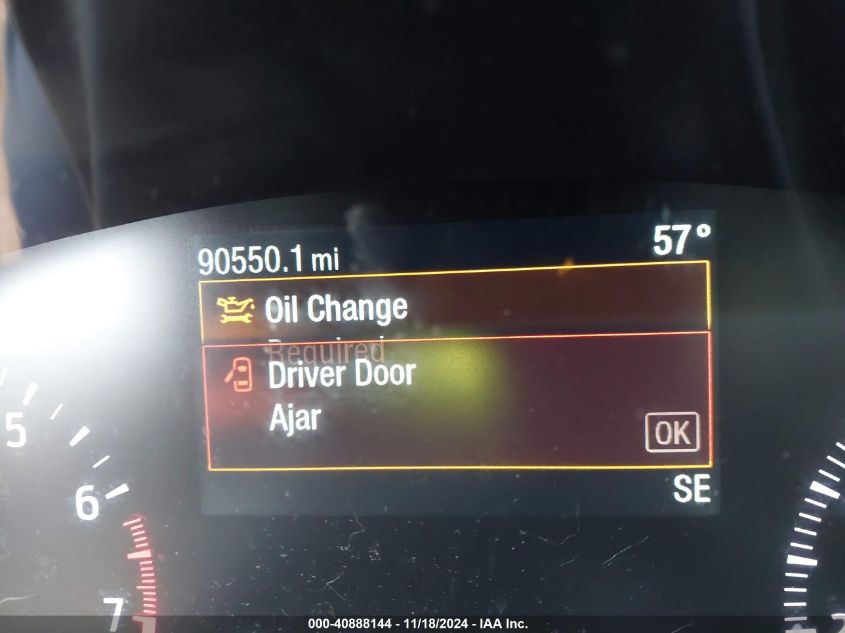 90550.1 mi
57°
Oil Change
Required
Driver Door
Ajar
OK
SE
5
6
7
000-40888144 - 11/18/2024 - IAA Inc.